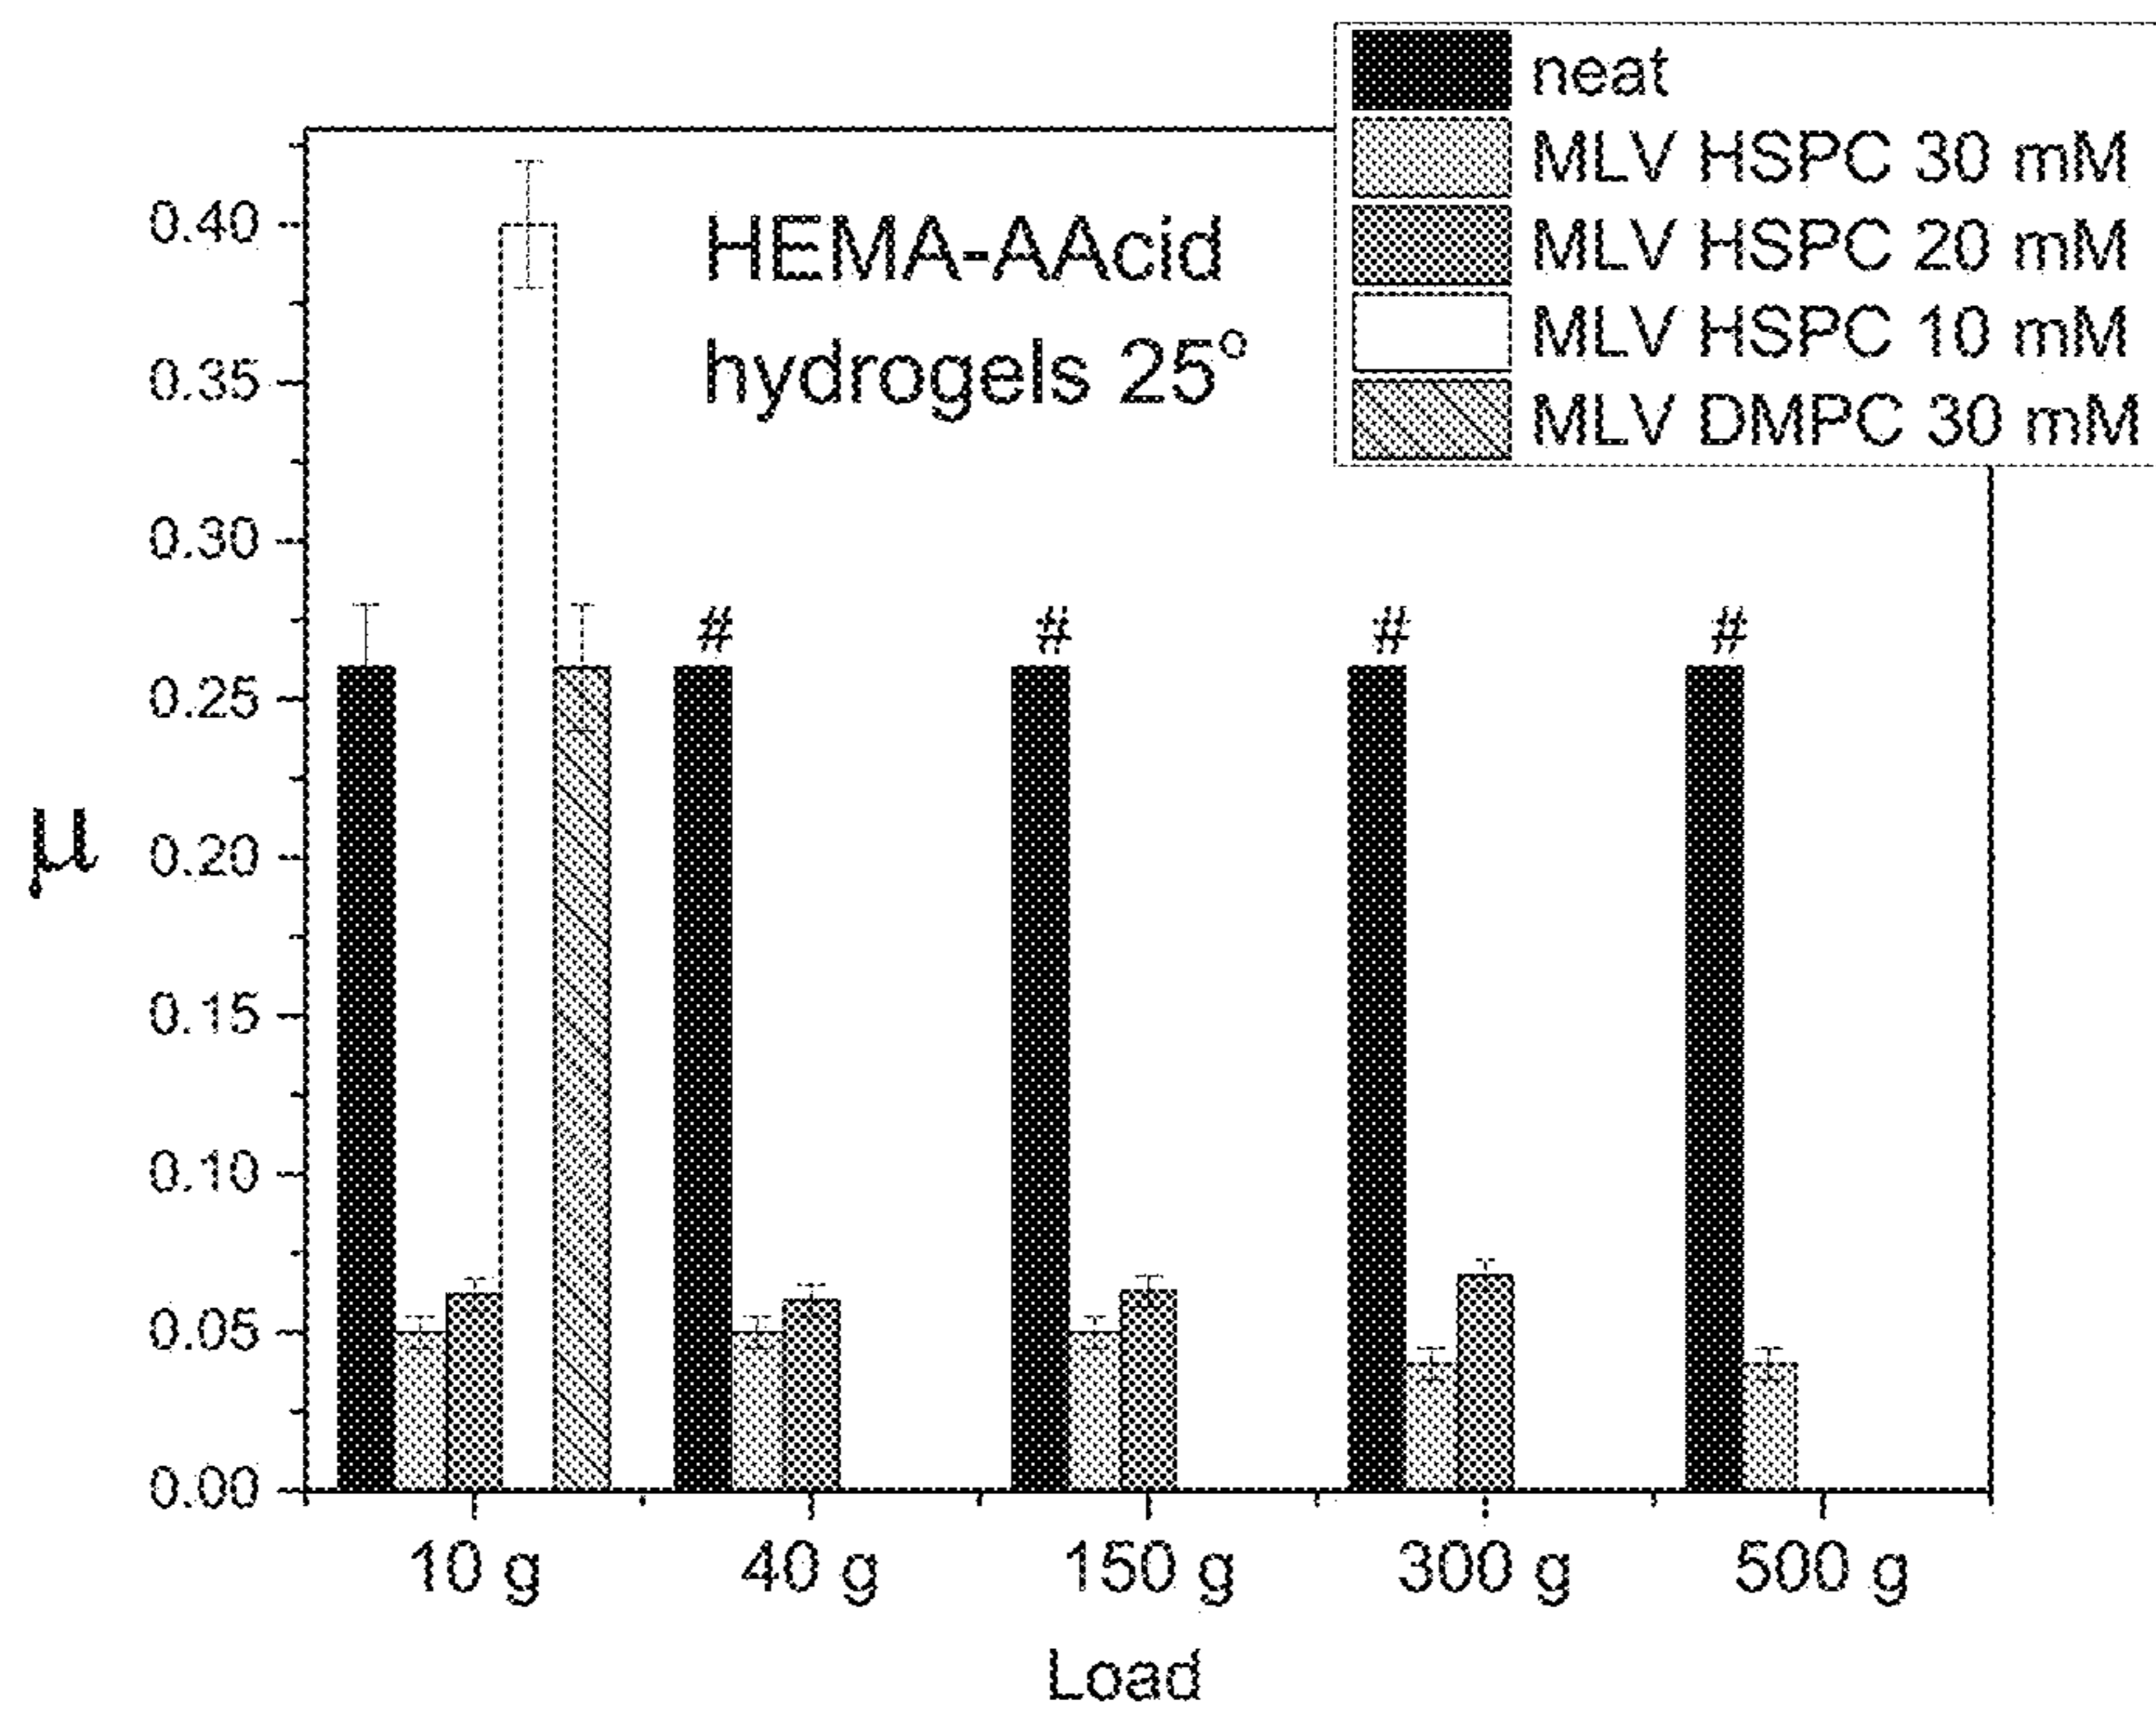 neat
MLV HSPC 30 mM
MLV HSPC 20 mM
MLV HSPC 10 mM
MLV DMPC 30 mM
HEMA-AAcid
hydrogels 25°
0.40
0.35
0.30
0.25
0.20
0.15
0.10
0.05
0.00
μ
# # # #
10 g 40 g 150 g 300 g 500 g
Load